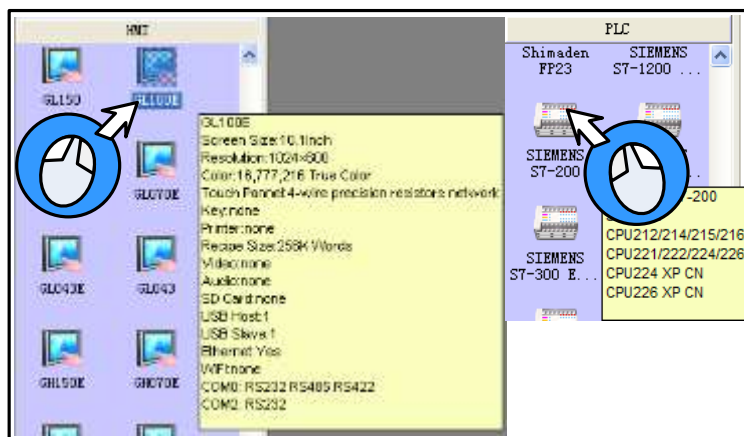 HMI
GL150
GL100E
GL100E
Screen Size:10.1inch
Resolution:1024×600
Color:16,777,216 True Color
Touch Pannel:4-wire precision resistors network
Key:none
Printer:none
Recipe Size:256K Words
Video:none
Audio:none
SD Card:none
USB Host:1
USB Slave:1
Ethernet:Yes
WiFi:none
COM0: RS232 RS485 RS422
COM2: RS232
GL070E
GL043E
GL043
GH150E
GH070E
PLC
Shimaden
FP23
SIEMENS
S7-1200 ...
SIEMENS
S7-200
-200
CPU212/214/215/216
CPU221/222/224/226
CPU224 XP CN
CPU226 XP CN
SIEMENS
S7-300 E...